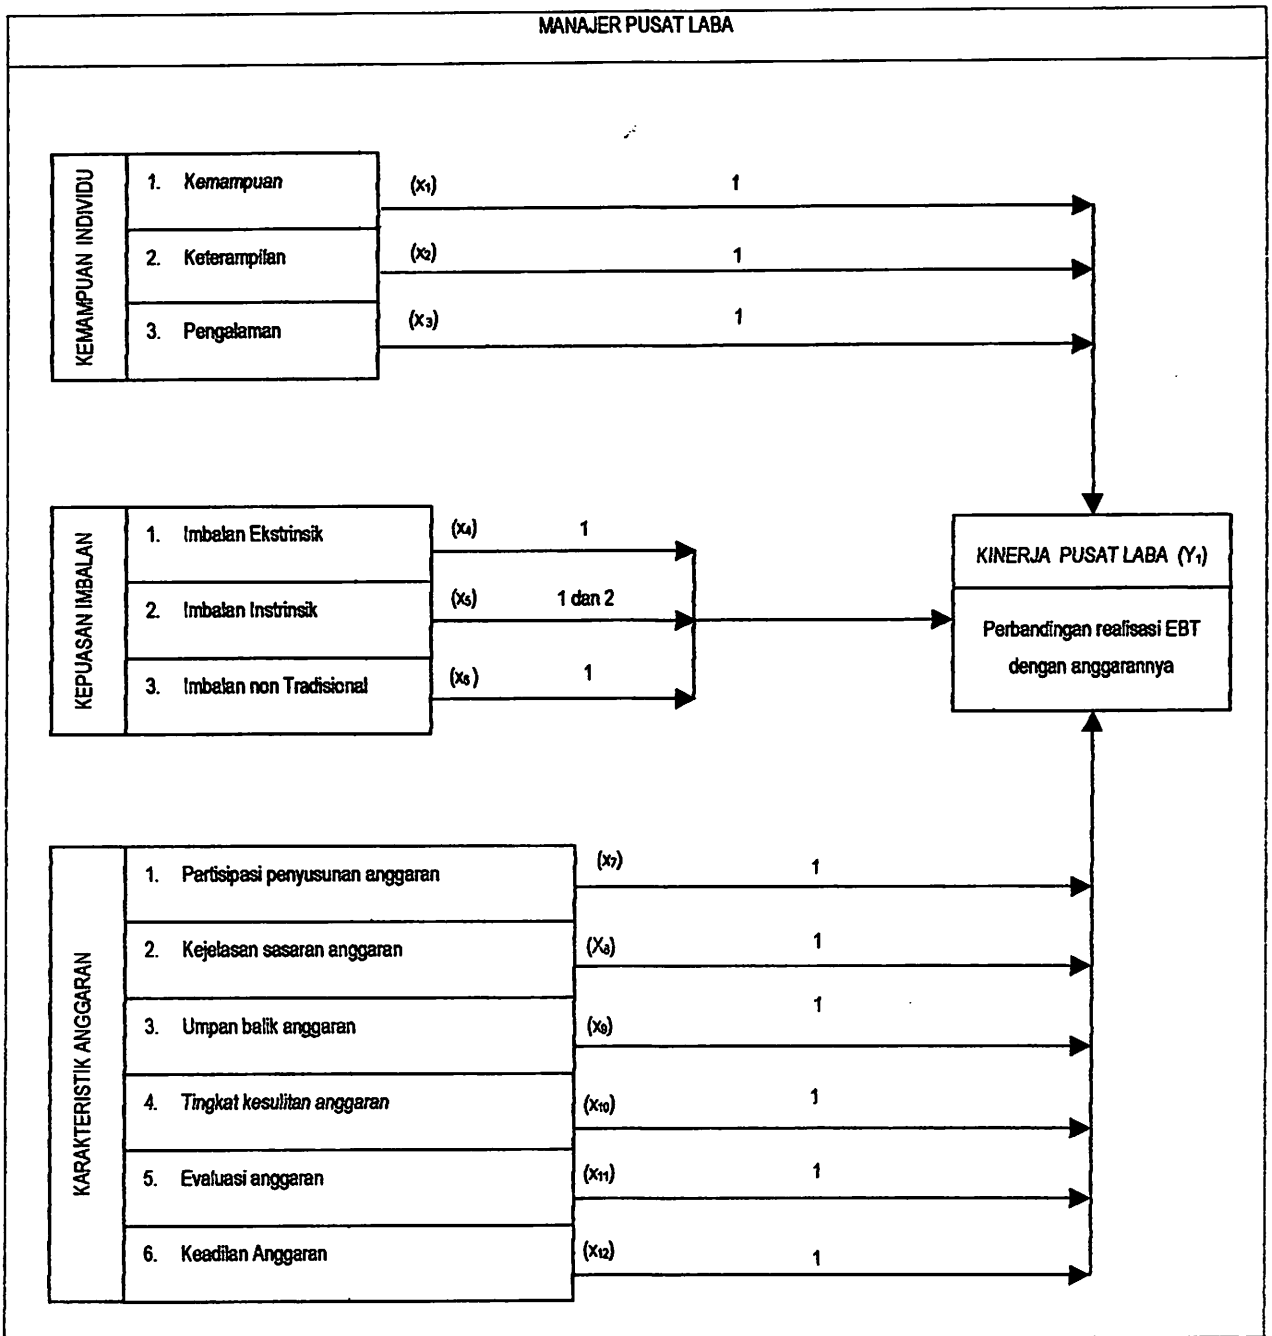 MANAJER PUSAT LABA
KEMAMPUAN INDIVIDU
1. Kemampuan (x1) 1
2. Keterampilan (x2) 1
3. Pengalaman (x3) 1
KEPUASAN IMBALAN
1. Imbalan Ekstrinsik (x4) 1
2. Imbalan Instrinsik (x5) 1 dan 2
3. Imbalan non Tradisional (x6) 1
KINERJA PUSAT LABA (Y1)
Perbandingan realisasi EBT
dengan anggarannya
KARAKTERISTIK ANGGARAN
1. Partisipasi penyusunan anggaran (x7) 1
2. Kejelasan sasaran anggaran (X8) 1
3. Umpan balik anggaran (x9) 1
4. Tingkat kesulitan anggaran (x10) 1
5. Evaluasi anggaran (x11) 1
6. Keadilan Anggaran (x12) 1